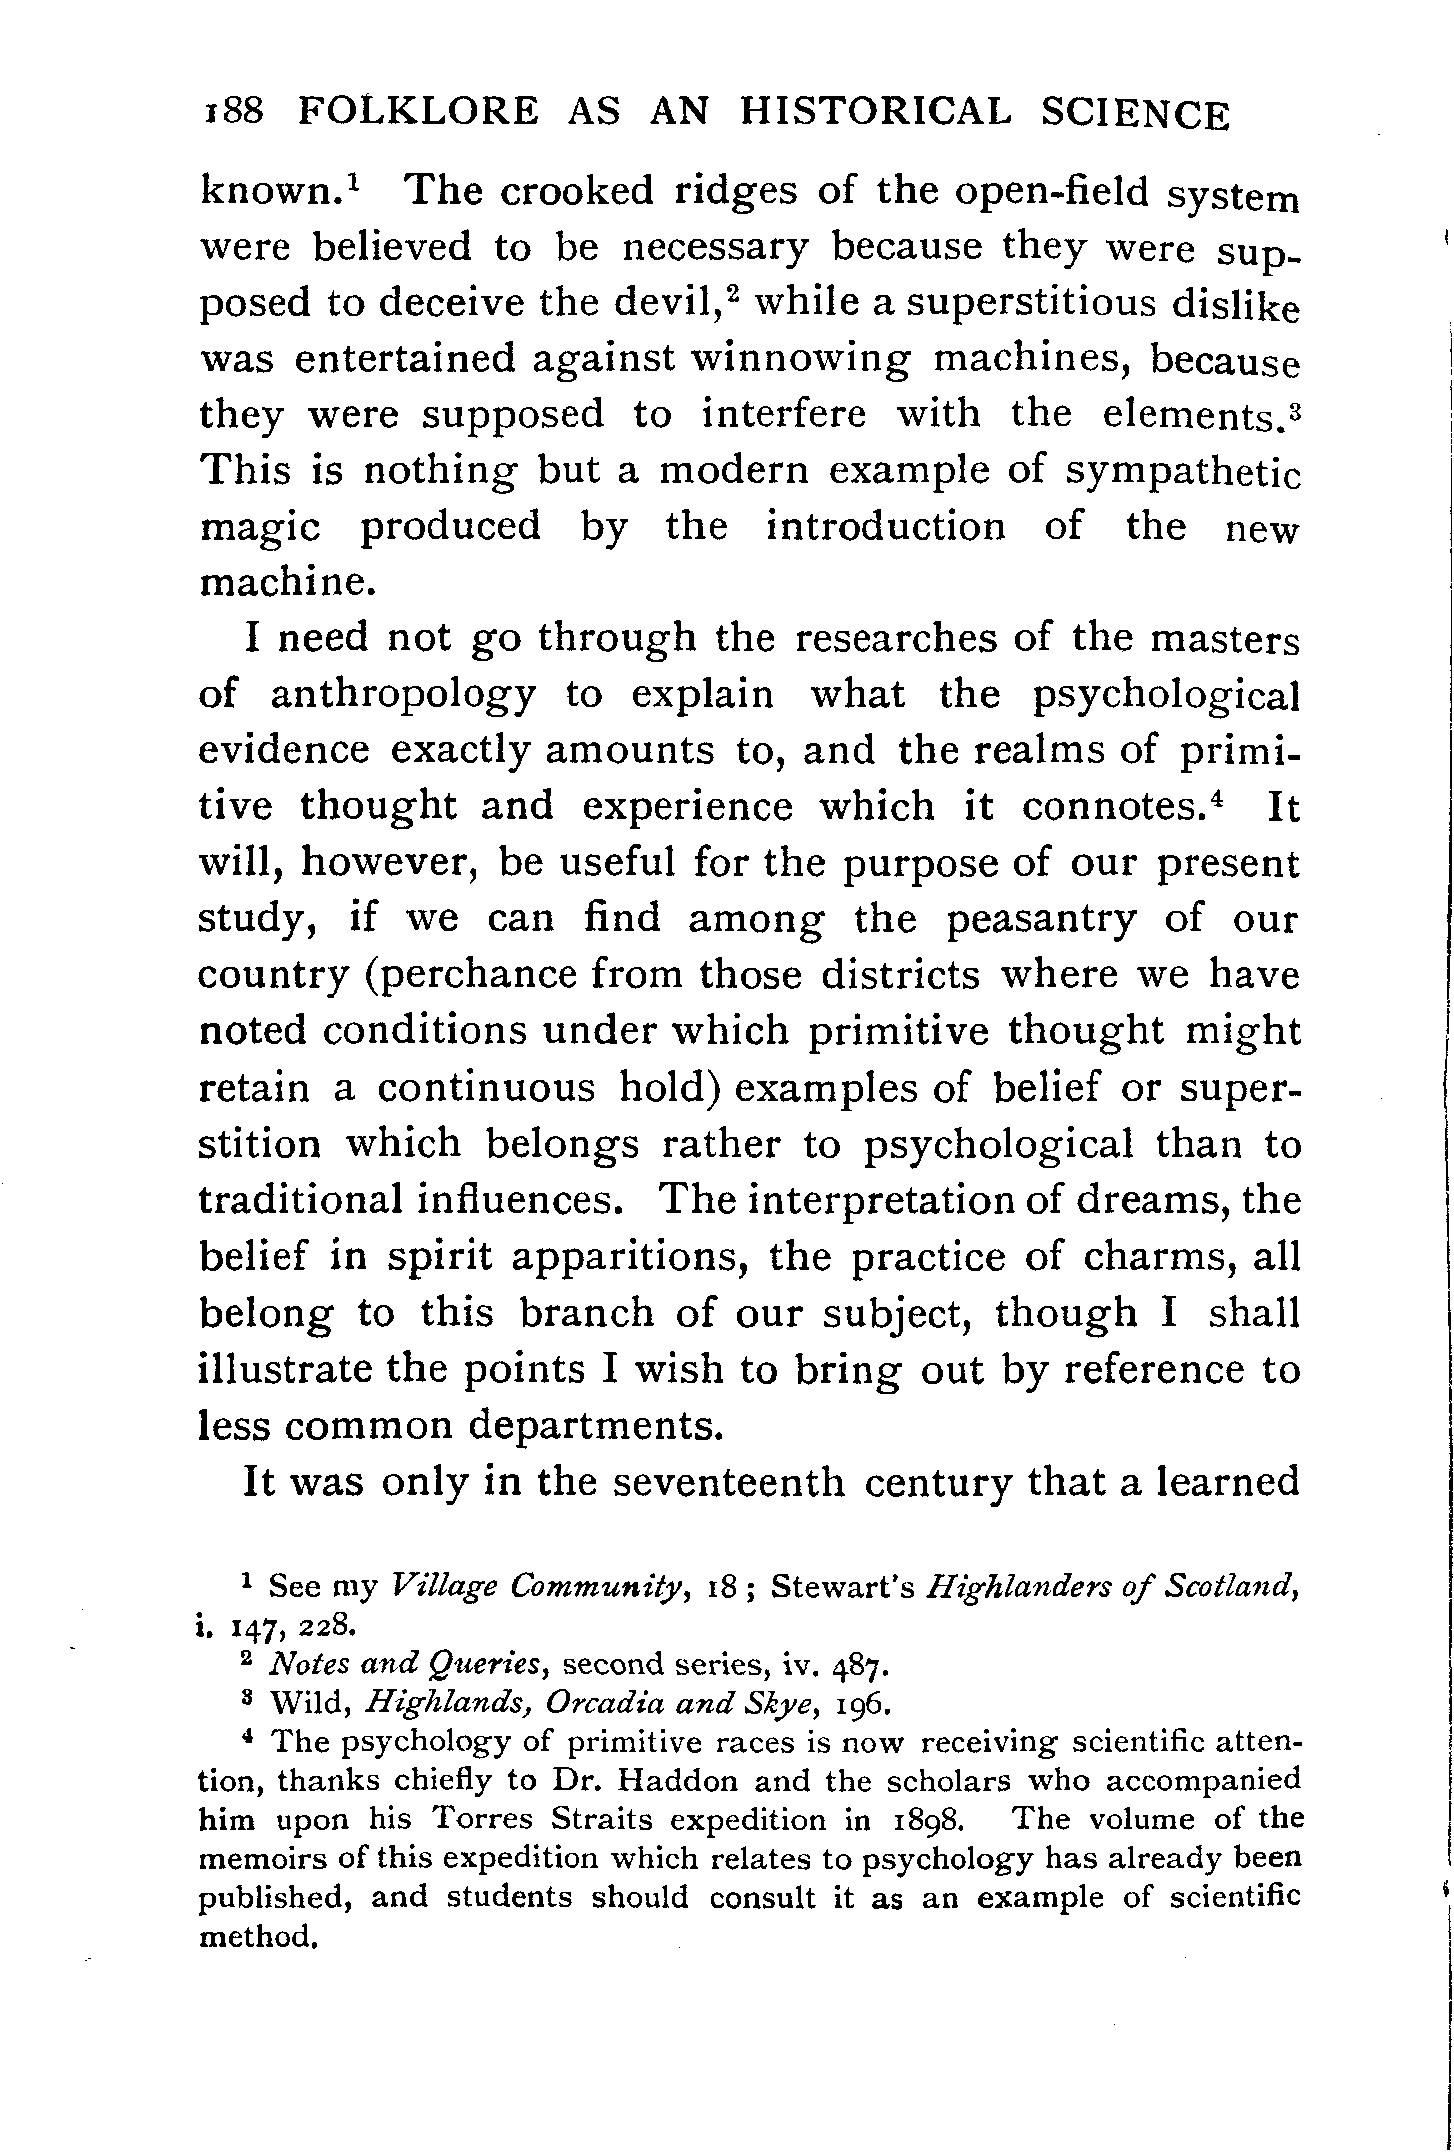 188 FOLKLORE AS AN HISTORICAL SCIENCE
known.¹ The crooked ridges of the open-field system
were believed to be necessary because they were sup-
posed to deceive the devil,² while a superstitious dislike
was entertained against winnowing machines, because
they were supposed to interfere with the elements.³
This is nothing but a modern example of sympathetic
magic produced by the introduction of the new
machine.
I need not go through the researches of the masters
of anthropology to explain what the psychological
evidence exactly amounts to, and the realms of primi-
tive thought and experience which it connotes.⁴ It
will, however, be useful for the purpose of our present
study, if we can find among the peasantry of our
country (perchance from those districts where we have
noted conditions under which primitive thought might
retain a continuous hold) examples of belief or super-
stition which belongs rather to psychological than to
traditional influences. The interpretation of dreams, the
belief in spirit apparitions, the practice of charms, all
belong to this branch of our subject, though I shall
illustrate the points I wish to bring out by reference to
less common departments.
It was only in the seventeenth century that a learned
¹ See my Village Community, 18; Stewart's Highlanders of Scotland,
i. 147, 228.
² Notes and Queries, second series, iv. 487.
³ Wild, Highlands, Orcadia and Skye, 196.
⁴ The psychology of primitive races is now receiving scientific atten-
tion, thanks chiefly to Dr. Haddon and the scholars who accompanied
him upon his Torres Straits expedition in 1898. The volume of the
memoirs of this expedition which relates to psychology has already been
published, and students should consult it as an example of scientific
method.